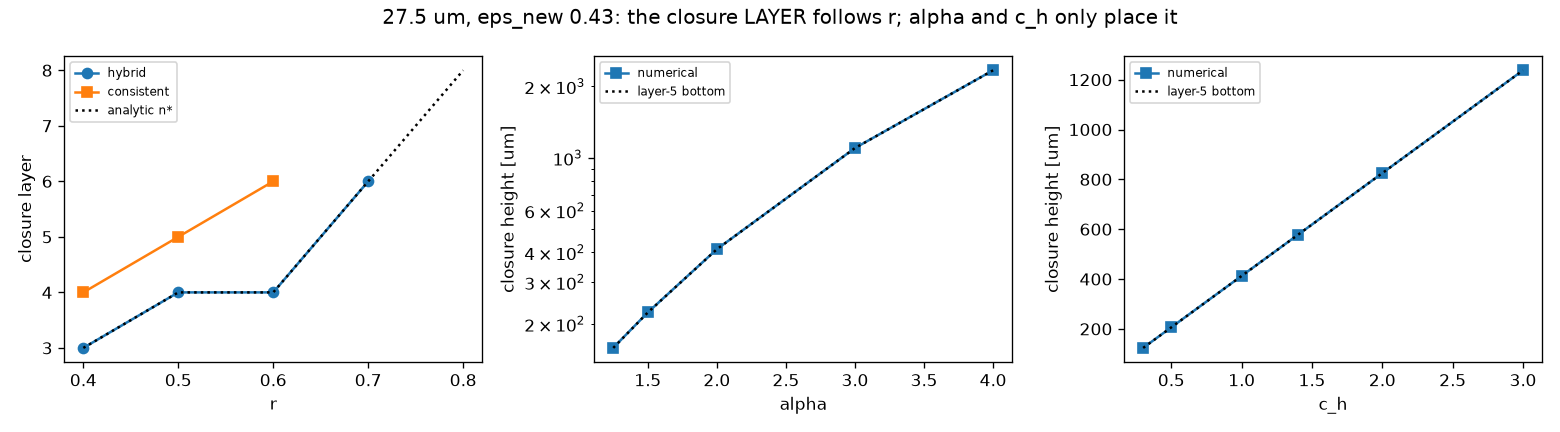 27.5 um, eps_new 0.43: the closure LAYER follows r; alpha and c_h only place it
hybrid
consistent
analytic n*
closure layer
8
7
6
5
4
3
0.4 0.5 0.6 0.7 0.8
r
numerical
layer-5 bottom
closure height [um]
2 × 10³
10³
6 × 10²
4 × 10²
3 × 10²
2 × 10²
1.5 2.0 2.5 3.0 3.5 4.0
alpha
numerical
layer-5 bottom
closure height [um]
1200
1000
800
600
400
200
0.5 1.0 1.5 2.0 2.5 3.0
c_h